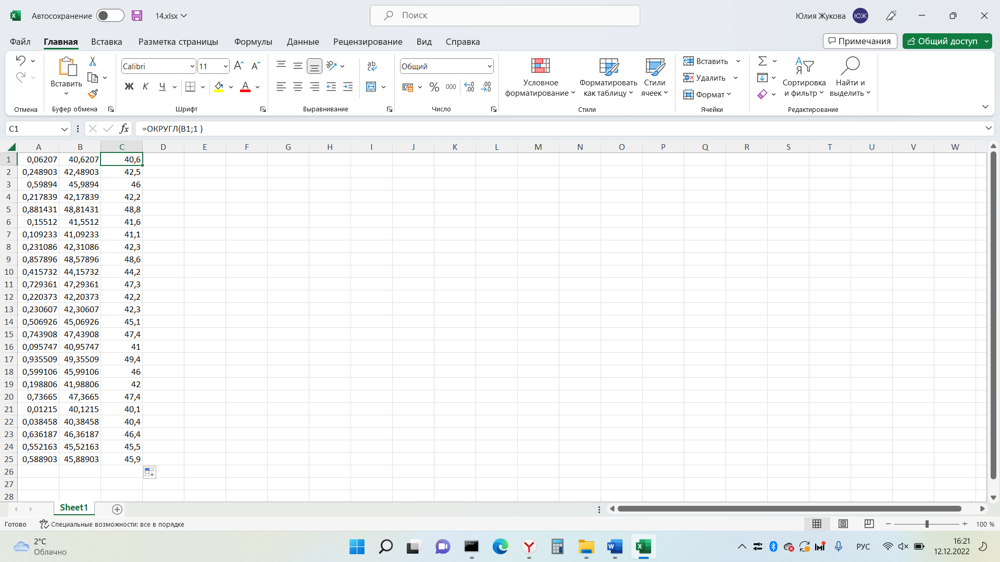 Автосохранение 14.xlsx Поиск Юлия Жукова ЮЖ
Файл Главная Вставка Разметка страницы Формулы Данные Рецензирование Вид Справка Примечания Общий доступ
Вставить
Calibri 11
Ж К Ч А
ab
c
Общий
% 000
Условное
форматирование
Форматировать
как таблицу
Стили
ячеек
Вставить
Удалить
Формат
Сортировка
и фильтр
Найти и
выделить
Отмена Буфер обмена Шрифт Выравнивание Число Стили Ячейки Редактирование
C1 fx =ОКРУГЛ(B1;1 )
A B C D E F G H I J K L M N O P Q R S T U V W
1 0,06207 40,6207 40,6
2 0,248903 42,48903 42,5
3 0,59894 45,9894 46
4 0,217839 42,17839 42,2
5 0,881431 48,81431 48,8
6 0,15512 41,5512 41,6
7 0,109233 41,09233 41,1
8 0,231086 42,31086 42,3
9 0,857896 48,57896 48,6
10 0,415732 44,15732 44,2
11 0,729361 47,29361 47,3
12 0,220373 42,20373 42,2
13 0,230607 42,30607 42,3
14 0,506926 45,06926 45,1
15 0,743908 47,43908 47,4
16 0,095747 40,95747 41
17 0,935509 49,35509 49,4
18 0,599106 45,99106 46
19 0,198806 41,98806 42
20 0,73665 47,3665 47,4
21 0,01215 40,1215 40,1
22 0,038458 40,38458 40,4
23 0,636187 46,36187 46,4
24 0,552163 45,52163 45,5
25 0,588903 45,88903 45,9
26
27
28
Sheet1
Готово Специальные возможности: все в порядке 100 %
2°C
Облачно
РУС
16:21
12.12.2022